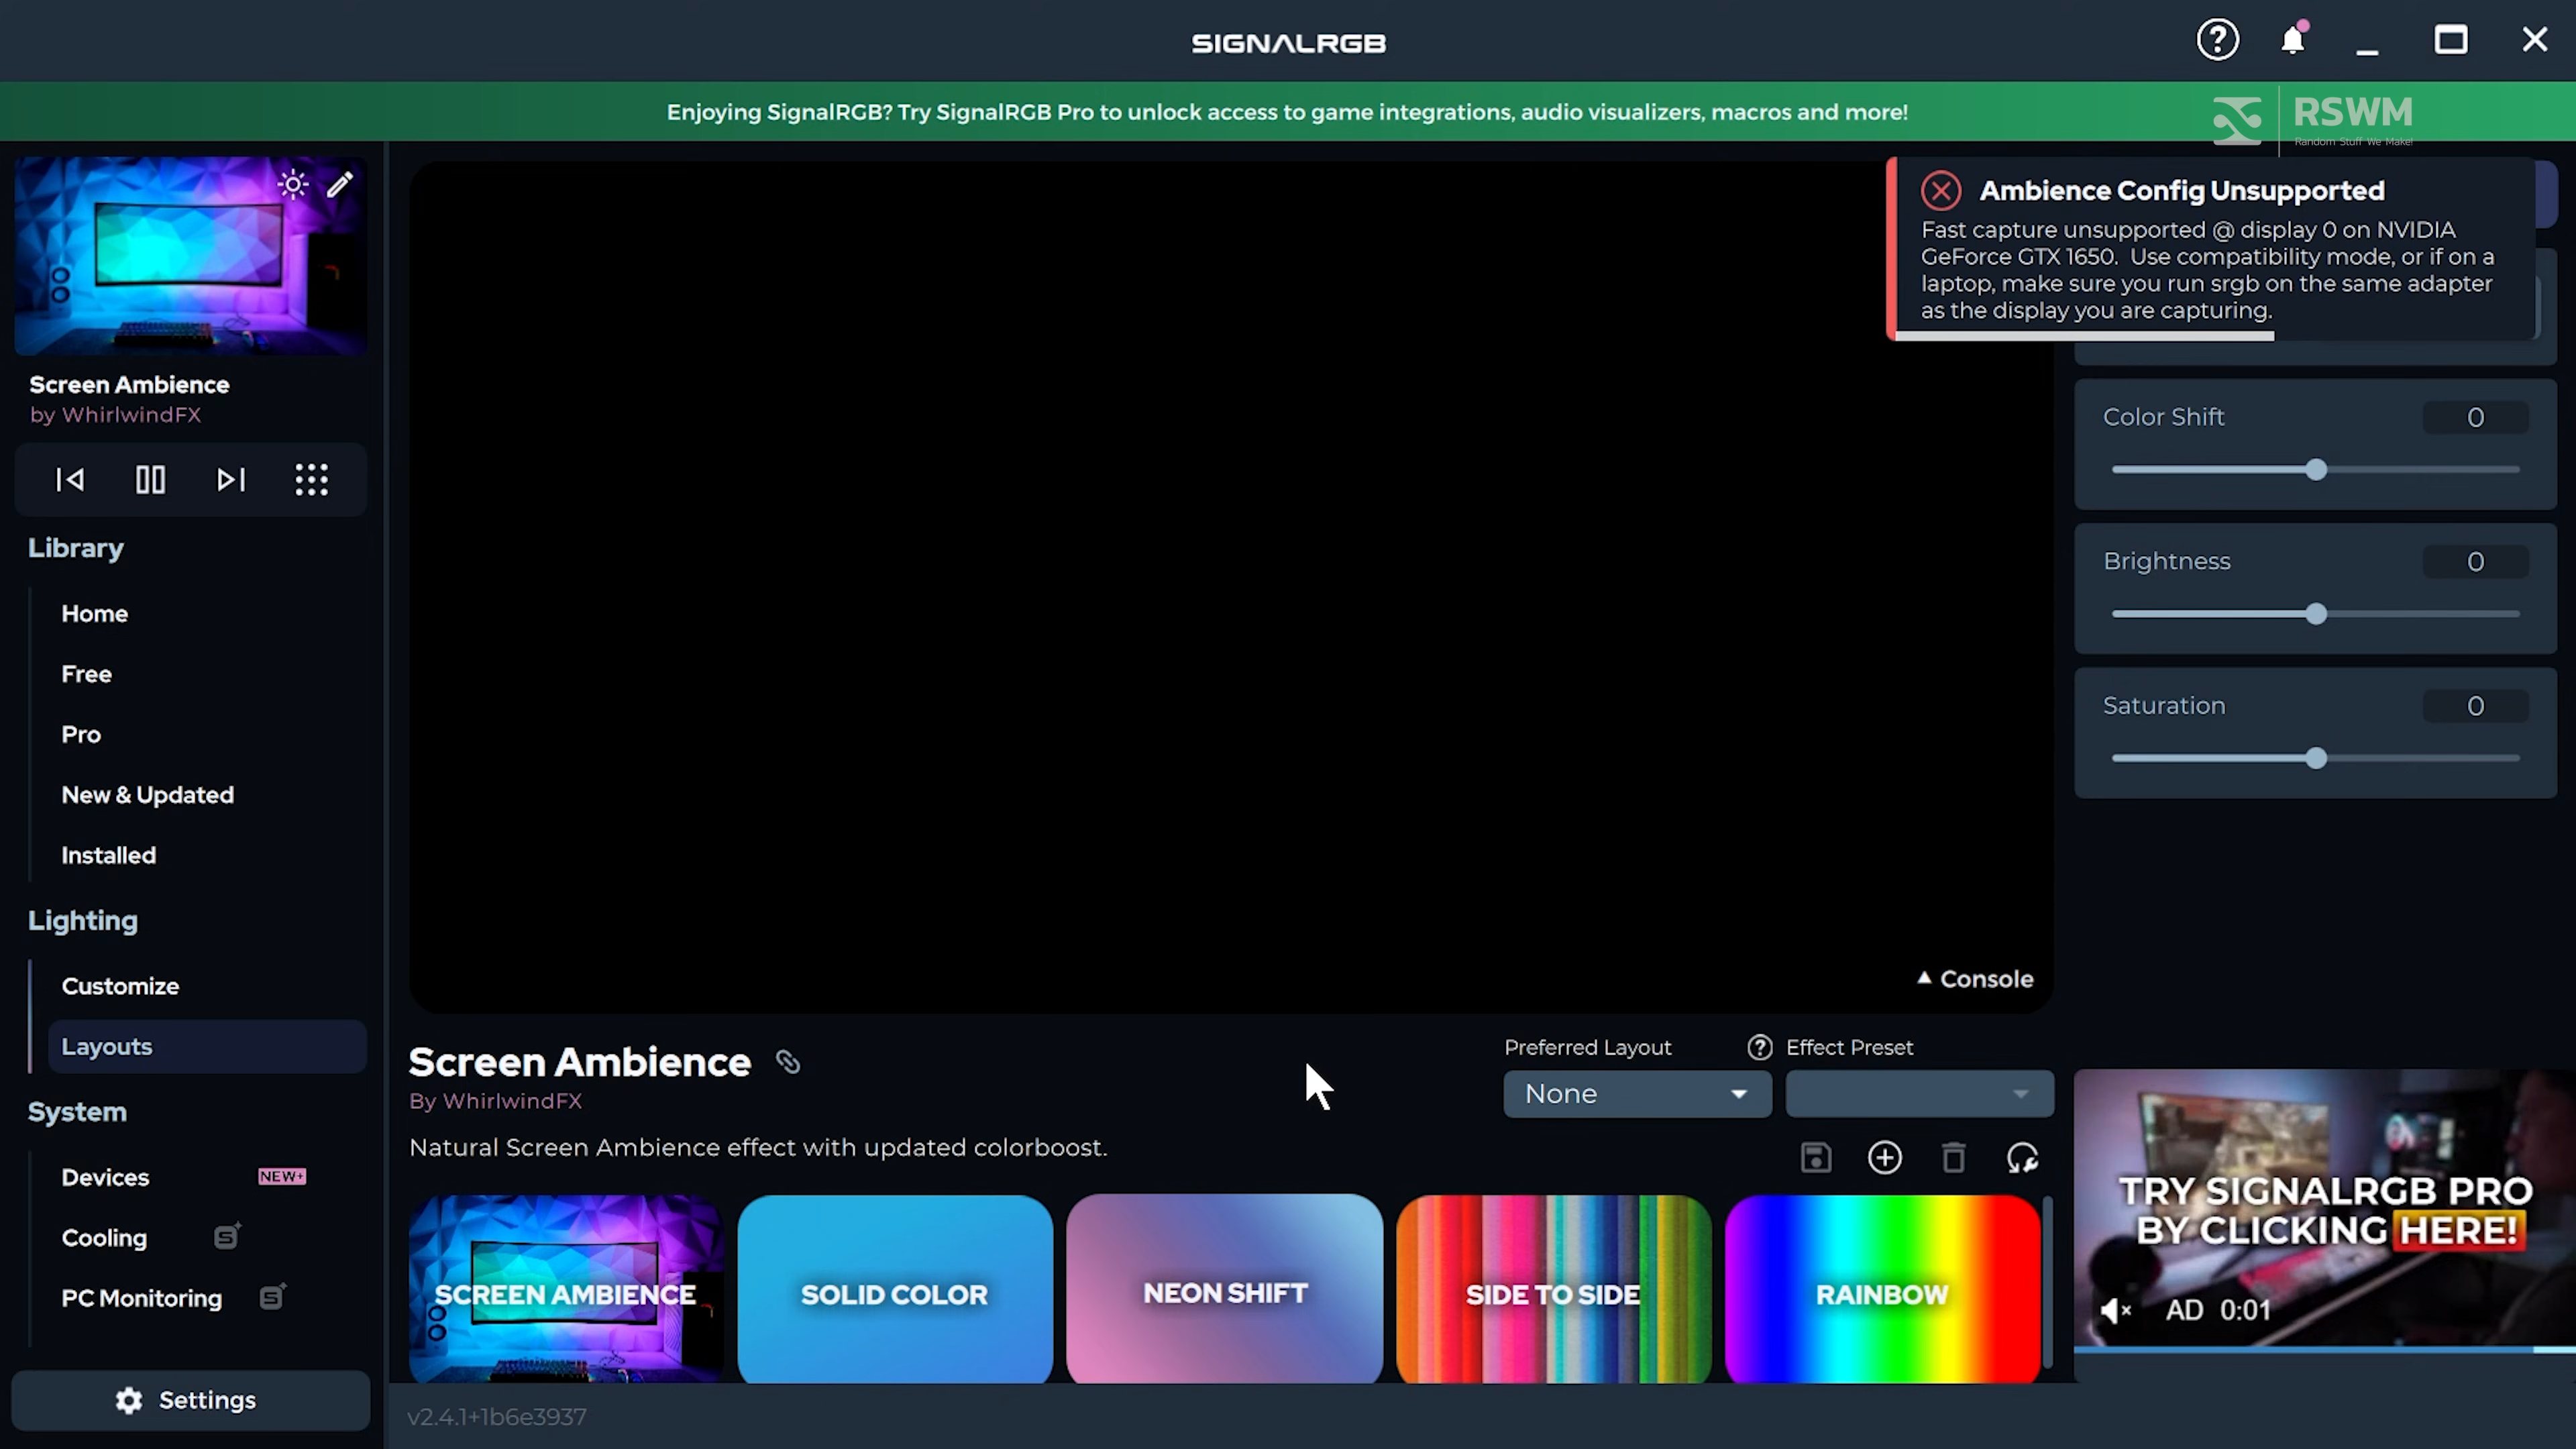 SIGNALRGB
Enjoying SignalRGB? Try SignalRGB Pro to unlock access to game integrations, audio visualizers, macros and more!
RSWM
Random Stuff We Make!
Ambience Config Unsupported
Fast capture unsupported @ display 0 on NVIDIA
GeForce GTX 1650. Use compatibility mode, or if on a
laptop, make sure you run srgb on the same adapter
as the display you are capturing.
Screen Ambience
by WhirlwindFX
Library
Home
Free
Pro
New & Updated
Installed
Lighting
Customize
Layouts
System
Devices NEW+
Cooling S
PC Monitoring S
Settings
Color Shift 0
Brightness 0
Saturation 0
Console
Screen Ambience
By WhirlwindFX
Natural Screen Ambience effect with updated colorboost.
Preferred Layout
None
Effect Preset
SCREEN AMBIENCE
SOLID COLOR
NEON SHIFT
SIDE TO SIDE
RAINBOW
TRY SIGNALRGB PRO
BY CLICKING HERE!
AD 0:01
v2.4.1+1b6e3937